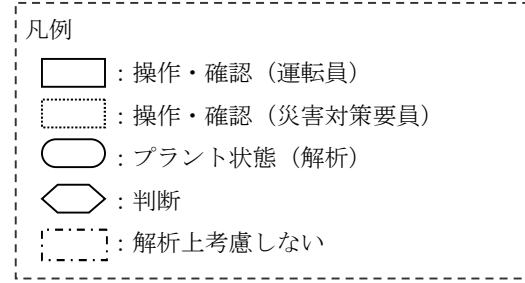 凡例
：操作・確認（運転員）
：操作・確認（災害対策要員）
：プラント状態（解析）
：判断
：解析上考慮しない